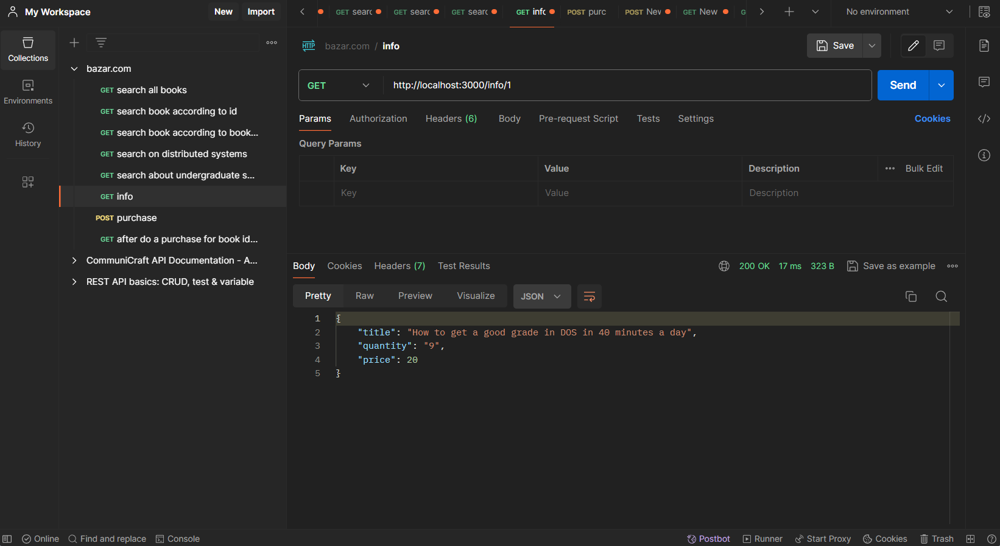 My Workspace New Import
GET searc GET searc GET searc GET info POST purc POST New GET New G No environment
Collections
Environments
History
bazar.com
GET search all books
GET search book according to id
GET search book according to book...
GET search on distributed systems
GET search about undergraduate s...
GET info
POST purchase
GET after do a purchase for book id...
CommuniCraft API Documentation - A...
REST API basics: CRUD, test & variable
HTTP bazar.com / info Save
GET http://localhost:3000/info/1 Send
Params Authorization Headers (6) Body Pre-request Script Tests Settings Cookies
Query Params
Key Value Description Bulk Edit
Key Value Description
Body Cookies Headers (7) Test Results 200 OK 17 ms 323 B Save as example
Pretty Raw Preview Visualize JSON
1 {
2 "title": "How to get a good grade in DOS in 40 minutes a day",
3 "quantity": "9",
4 "price": 20
5 }
Online Find and replace Console Postbot Runner Start Proxy Cookies Trash